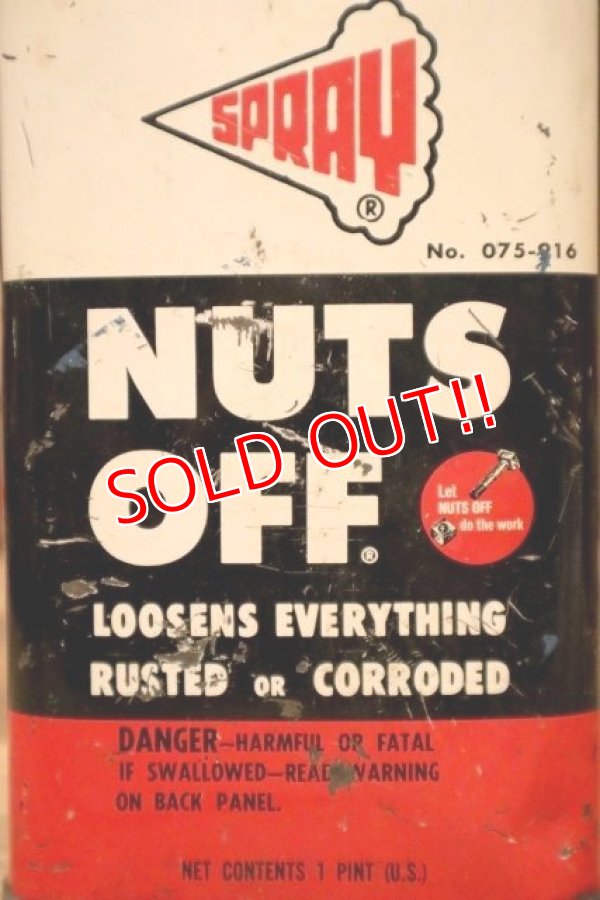 SPRAY
®
No. 075-916
NUTS
OFF®
SOLD OUT!!
Let
NUTS OFF
do the work
LOOSENS EVERYTHING
RUSTED OR CORRODED
DANGER—HARMFUL OR FATAL
IF SWALLOWED—READ WARNING
ON BACK PANEL.
NET CONTENTS 1 PINT (U.S.)